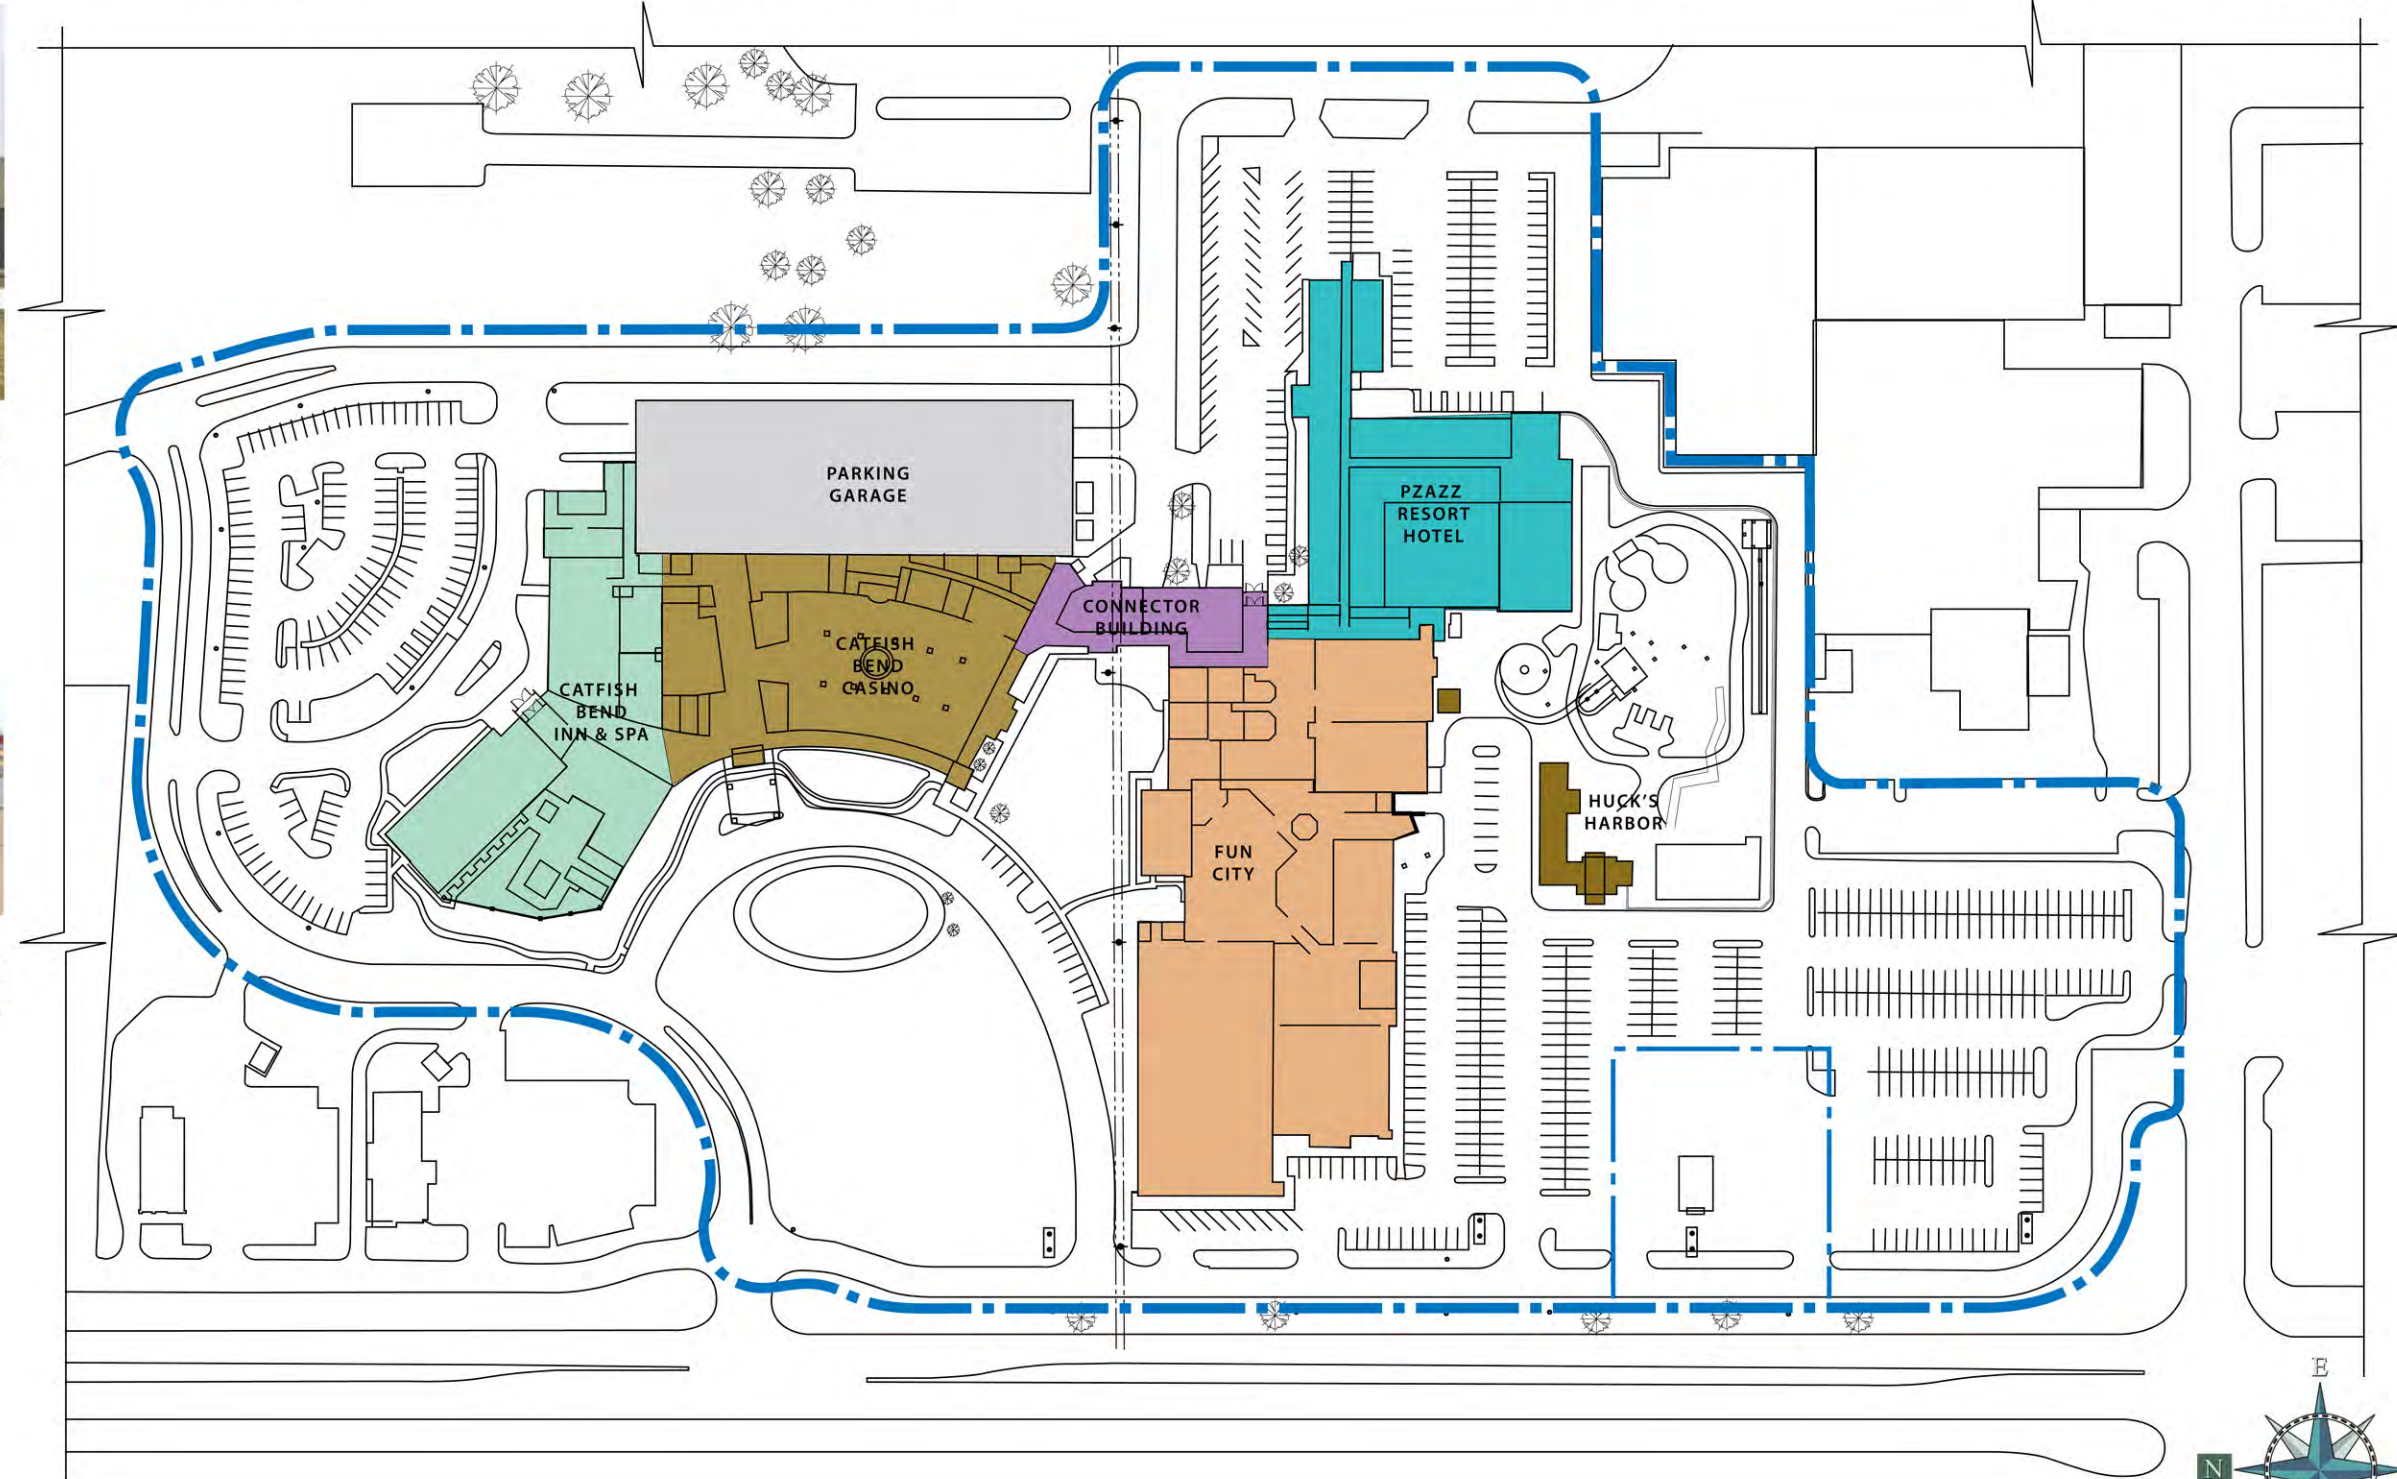 PARKING
GARAGE
PZAZZ
RESORT
HOTEL
CONNECTOR
BUILDING
CATFISH
BEND
CASINO
CATFISH
BEND
INN & SPA
HUCK'S
HARBOR
FUN
CITY
E
N